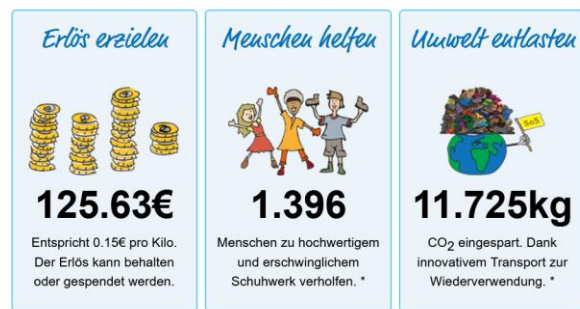 Erlös erzielen
125.63€
Entspricht 0.15€ pro Kilo.
Der Erlös kann behalten
oder gespendet werden.
Menschen helfen
1.396
Menschen zu hochwertigem
und erschwinglichem
Schuhwerk verholfen. *
Umwelt entlasten
SOS
11.725kg
CO2 eingespart. Dank
innovativem Transport zur
Wiederverwendung. *